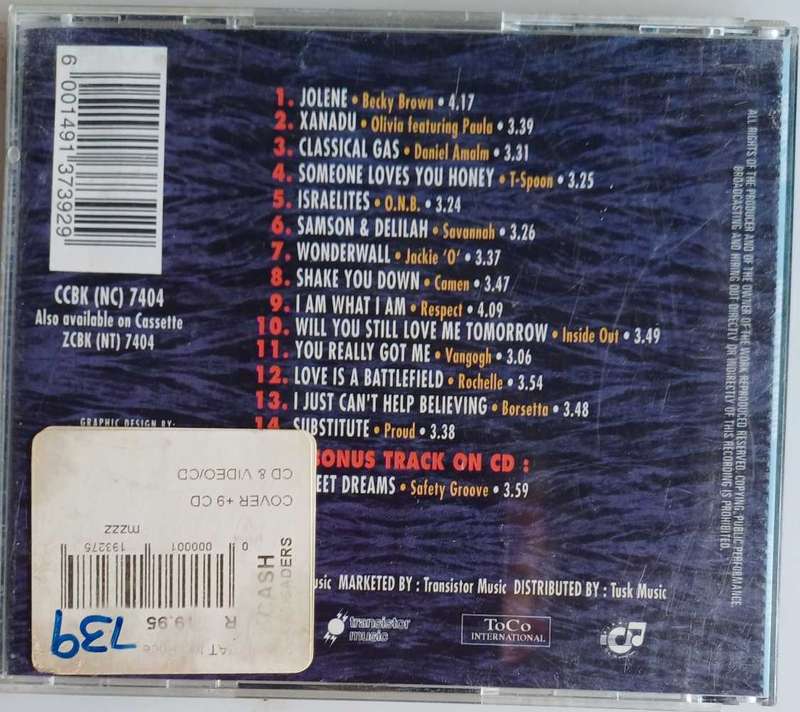 6 001491 373929
CCBK (NC) 7404
Also available on Cassette
ZCBK (NT) 7404
GRAPHIC DESIGN BY:
1. JOLENE • Becky Brown • 4.17
2. XANADU • Olivia featuring Paula • 3.39
3. CLASSICAL GAS • Daniel Amalm • 3.31
4. SOMEONE LOVES YOU HONEY • T-Spoon • 3.25
5. ISRAELITES • O.N.B. • 3.24
6. SAMSON & DELILAH • Savannah • 3.26
7. WONDERWALL • Jackie 'O' • 3.37
8. SHAKE YOU DOWN • Camen • 3.47
9. I AM WHAT I AM • Respect • 4.09
10. WILL YOU STILL LOVE ME TOMORROW • Inside Out • 3.49
11. YOU REALLY GOT ME • Vangogh • 3.06
12. LOVE IS A BATTLEFIELD • Rochelle • 3.54
13. I JUST CAN'T HELP BELIEVING • Borsetta • 3.48
14. SUBSTITUTE • Proud • 3.38
BONUS TRACK ON CD :
EET DREAMS • Safety Groove • 3.59
usic MARKETED BY : Transistor Music DISTRIBUTED BY : Tusk Music
transistor
music
ToCo
INTERNATIONAL
ALL RIGHTS OF THE PRODUCER AND OF THE OWNER OF THE WORK REPRODUCED RESERVED. COPYING, PUBLIC PERFORMANCE,
BROADCASTING AND HIRING OUT DIRECTLY OR INDIRECTLY OF THIS RECORDING IS PROHIBITED.
CASH
739
R 9.95
0 000001 193275
mzzz
COVER +9 CD
CD & VIDEO/CD